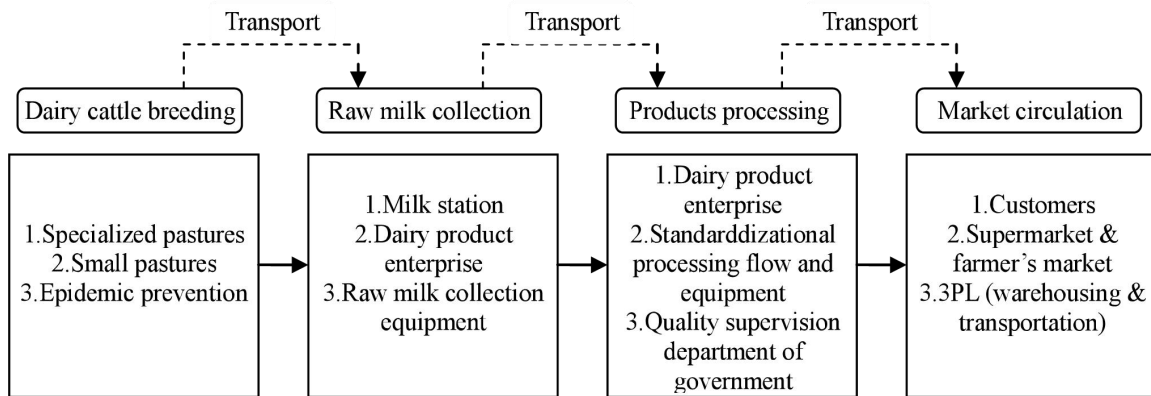 Transport
Transport
Transport
Dairy cattle breeding
Raw milk collection
Products processing
Market circulation
1.Specialized pastures
2.Small pastures
3.Epidemic prevention
1.Milk station
2.Dairy product
enterprise
3.Raw milk collection
equipment
1.Dairy product
enterprise
2.Standarddizational
processing flow and
equipment
3.Quality supervision
department of
government
1.Customers
2.Supermarket &
farmer’s market
3.3PL (warehousing &
transportation)